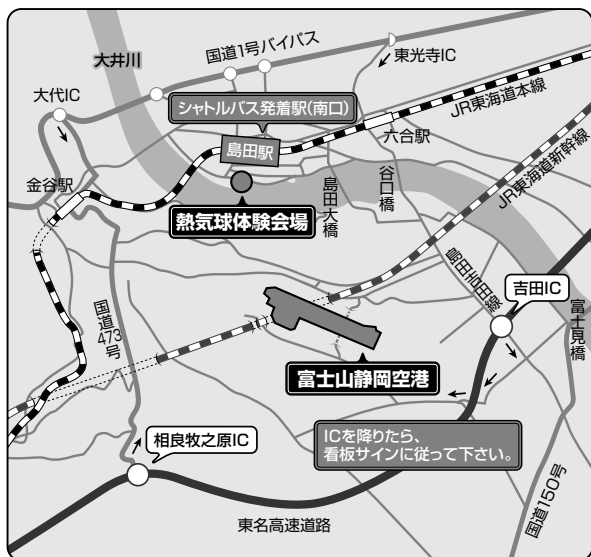 国道1号バイパス
東光寺IC
大井川
大代IC
シャトルバス発着駅(南口)
JR東海道本線
島田駅
六合駅
金谷駅
熱気球体験会場
島田大橋
谷口橋
JR東海道新幹線
島田吉田線
吉田IC
富士見橋
国道473号
富士山静岡空港
相良牧之原IC
ICを降りたら、
看板サインに従って下さい。
東名高速道路
国道150号